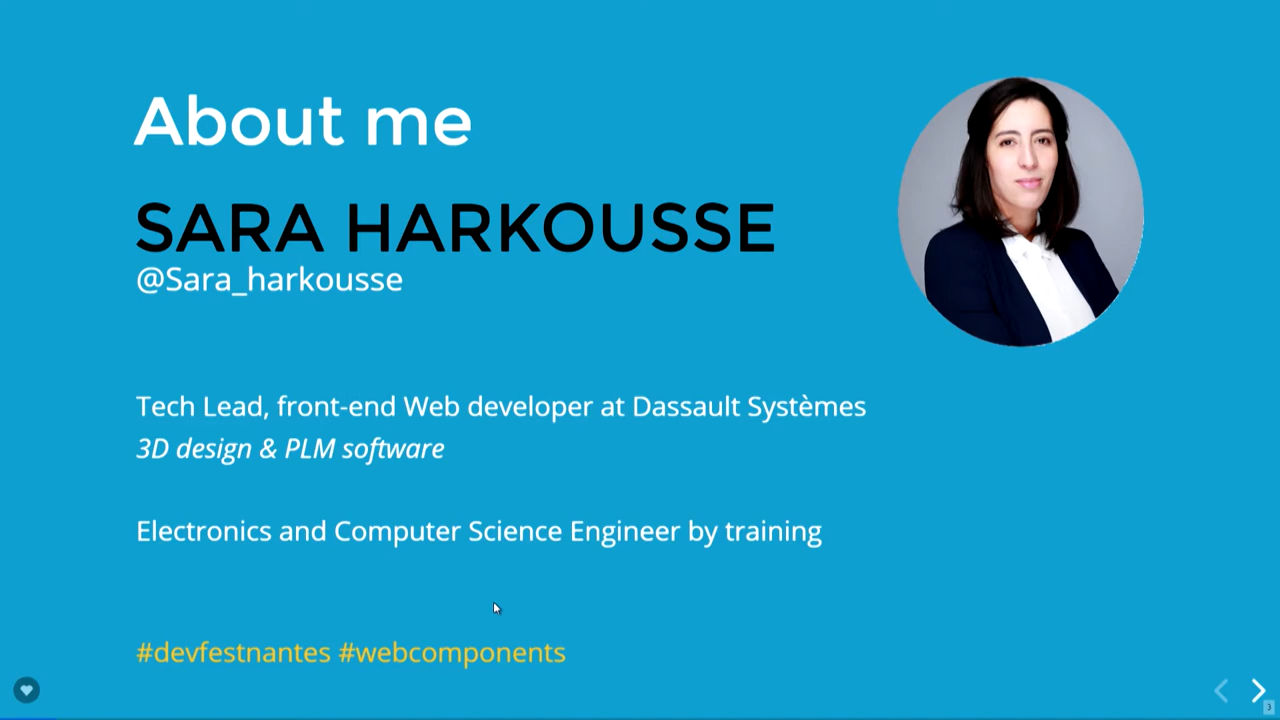 About me
SARA HARKOUSSE
@Sara_harkousse
Tech Lead, front-end Web developer at Dassault Systèmes
3D design & PLM software
Electronics and Computer Science Engineer by training
#devfestnantes #webcomponents
3